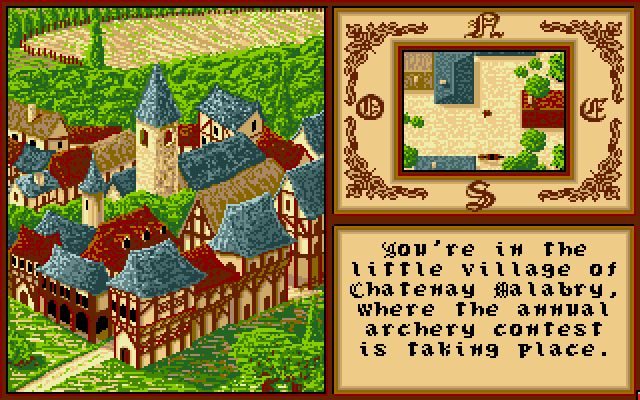 N
O
E
S
You're in the
little village of
Chatenay Malabry,
where the annual
archery contest
is taking place.